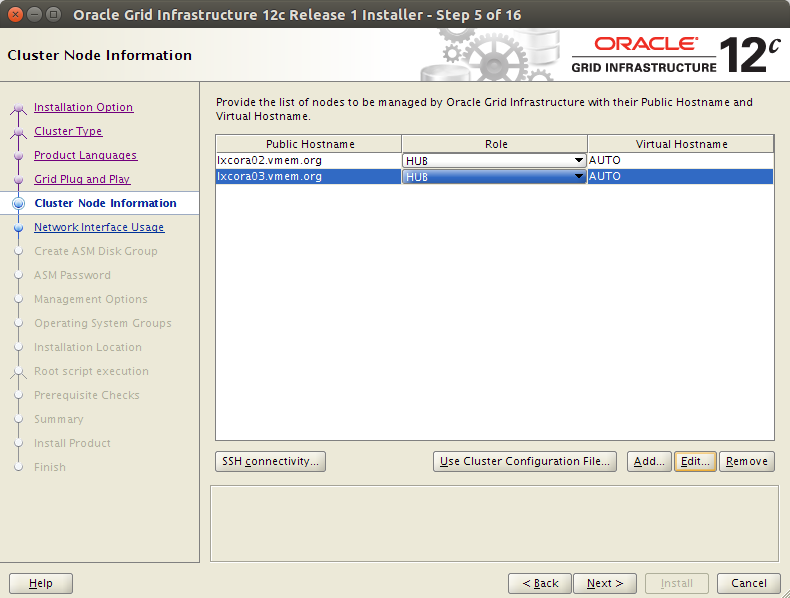 Oracle Grid Infrastructure 12c Release 1 Installer - Step 5 of 16
Cluster Node Information
ORACLE
GRID INFRASTRUCTURE
12c
Installation Option
Cluster Type
Product Languages
Grid Plug and Play
Cluster Node Information
Network Interface Usage
Create ASM Disk Group
ASM Password
Management Options
Operating System Groups
Installation Location
Root script execution
Prerequisite Checks
Summary
Install Product
Finish
Provide the list of nodes to be managed by Oracle Grid Infrastructure with their Public Hostname and
Virtual Hostname.
Public Hostname Role Virtual Hostname
lxcora02.vmem.org HUB AUTO
lxcora03.vmem.org HUB AUTO
SSH connectivity... Use Cluster Configuration File... Add... Edit... Remove
Help < Back Next > Install Cancel